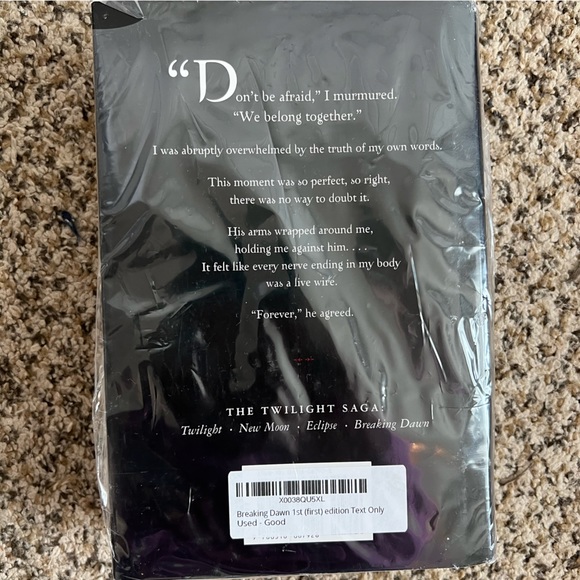 “Don't be afraid,” I murmured.
“We belong together.”
I was abruptly overwhelmed by the truth of my own words.
This moment was so perfect, so right,
there was no way to doubt it.
His arms wrapped around me,
holding me against him. . . .
It felt like every nerve ending in my body
was a live wire.
“Forever,” he agreed.
THE TWILIGHT SAGA:
Twilight · New Moon · Eclipse · Breaking Dawn
X0038QU5XL
Breaking Dawn 1st (first) edition Text Only
Used - Good